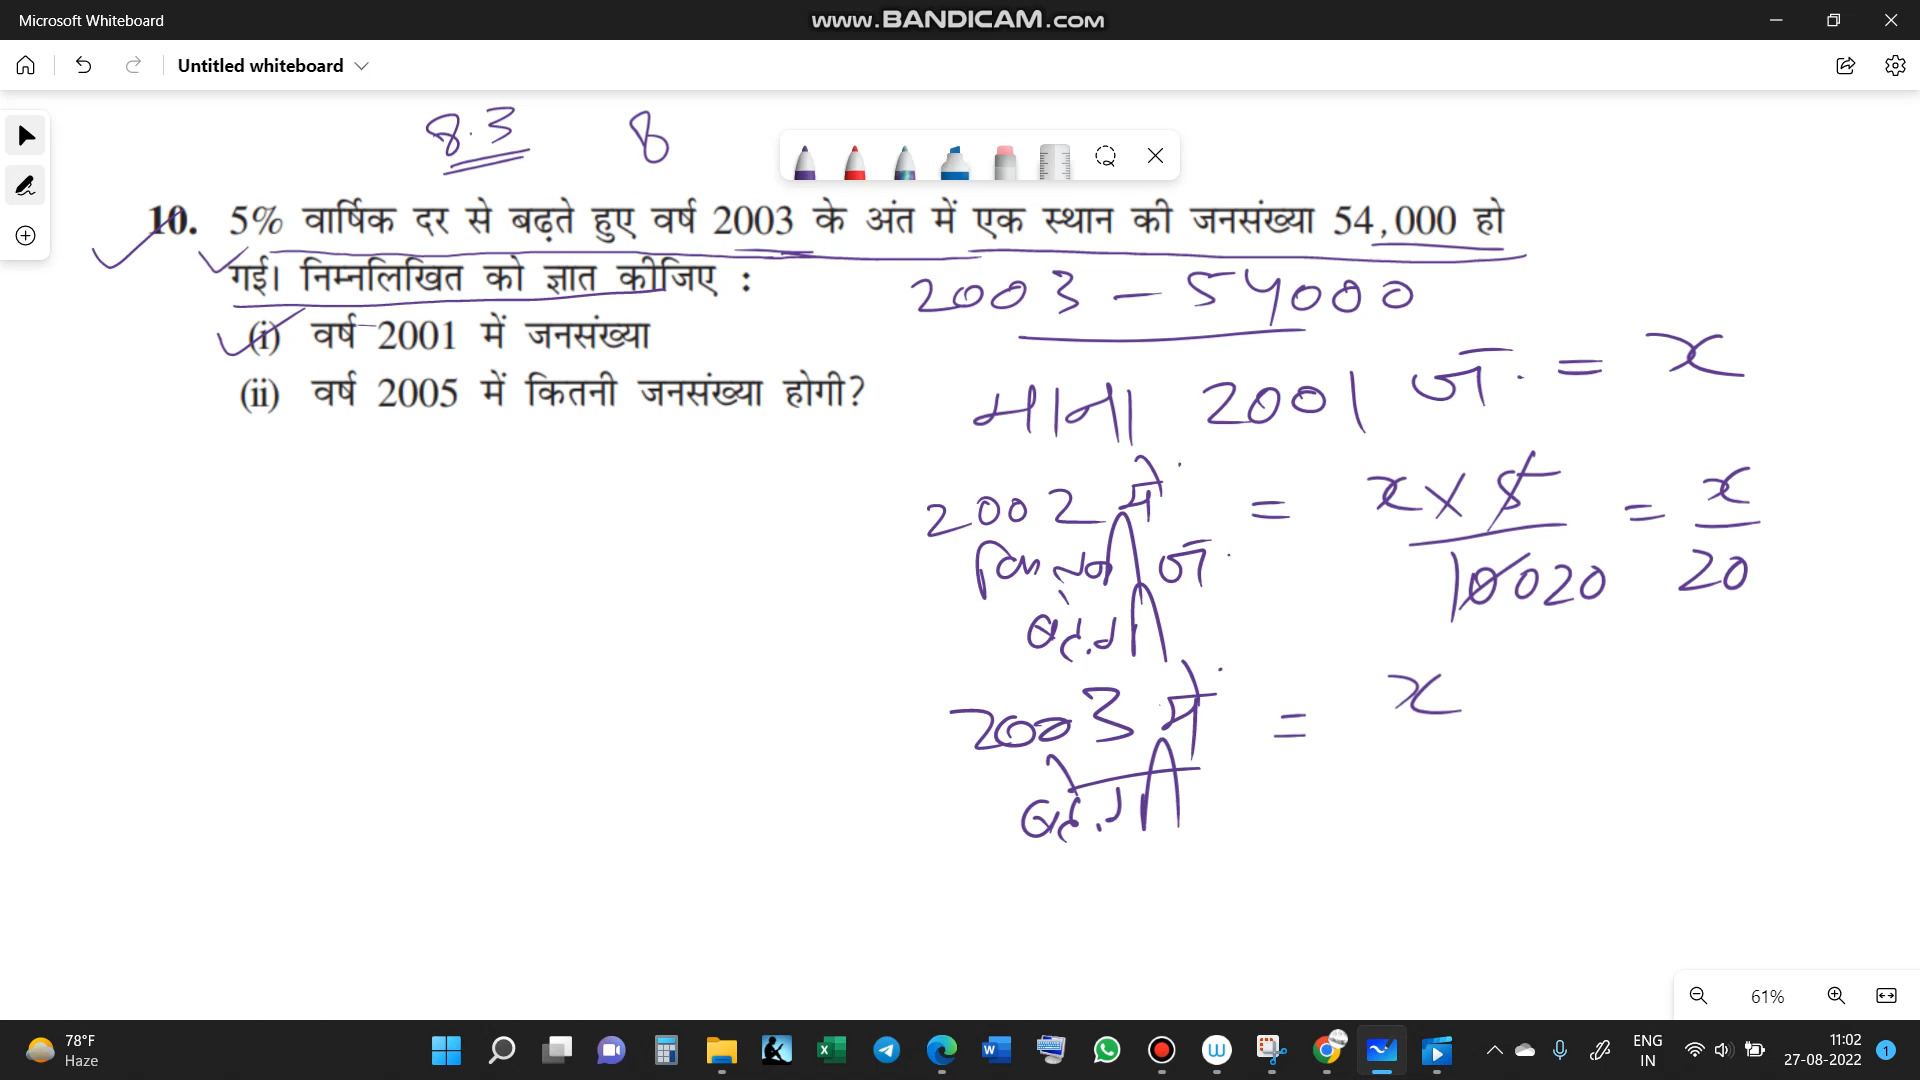 Microsoft Whiteboard
www.BANDICAM.com
Untitled whiteboard
8.3 8
10. 5% वार्षिक दर से बढ़ते हुए वर्ष 2003 के अंत में एक स्थान की जनसंख्या 54,000 हो
गई। निम्नलिखित को ज्ञात कीजिए :
2003 - 54000
(i) वर्ष 2001 में जनसंख्या
माना 2001 ज. = x
(ii) वर्ष 2005 में कितनी जनसंख्या होगी?
2002 में = x × 5 / 100 20 = x / 20
ज.
2003 में = x
61%
78°F
Haze
ENG
IN
11:02
27-08-2022
1